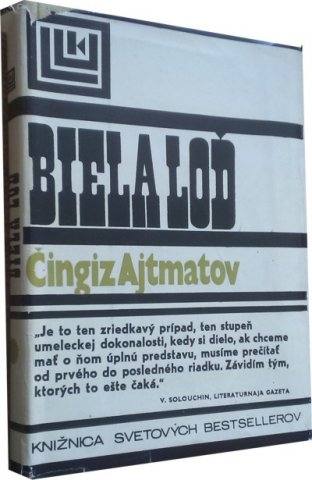 BIELA LOĎ
Čingiz Ajtmatov
„Je to ten zriedkavý prípad, ten stupeň
umeleckej dokonalosti, kedy si dielo, ak chceme
mať o ňom úplnú predstavu, musíme prečítať
od prvého do posledného riadku. Závidím tým,
ktorých to ešte čaká.“
V. SOLOUCHIN, LITERATURNAJA GAZETA
KNIŽNICA SVETOVÝCH BESTSELLEROV
BIELA LOĎ